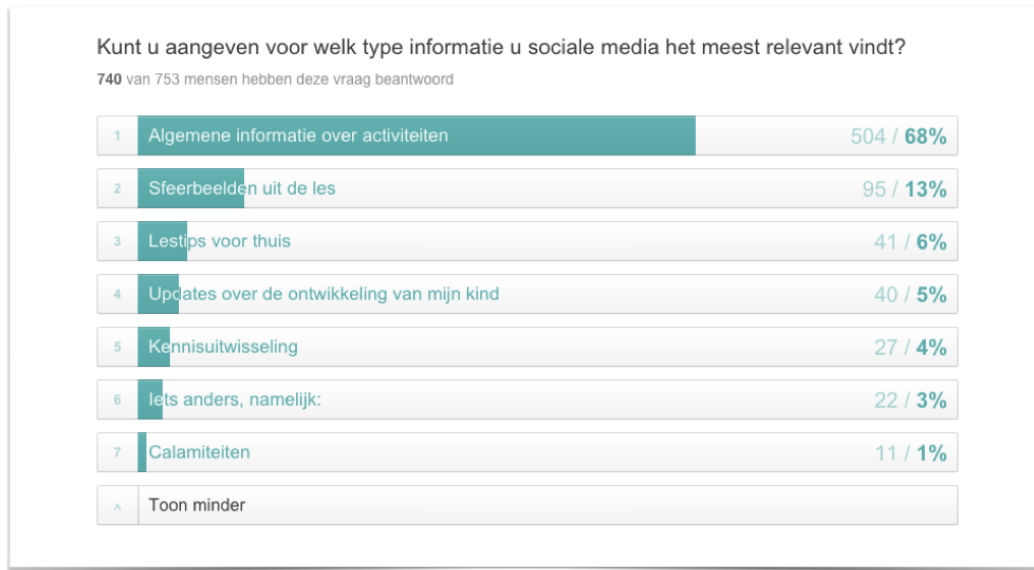 Kunt u aangeven voor welk type informatie u sociale media het meest relevant vindt?
740 van 753 mensen hebben deze vraag beantwoord
1 Algemene informatie over activiteiten 504 / 68%
2 Sfeerbeelden uit de les 95 / 13%
3 Lestips voor thuis 41 / 6%
4 Updates over de ontwikkeling van mijn kind 40 / 5%
5 Kennisuitwisseling 27 / 4%
6 Iets anders, namelijk: 22 / 3%
7 Calamiteiten 11 / 1%
^ Toon minder